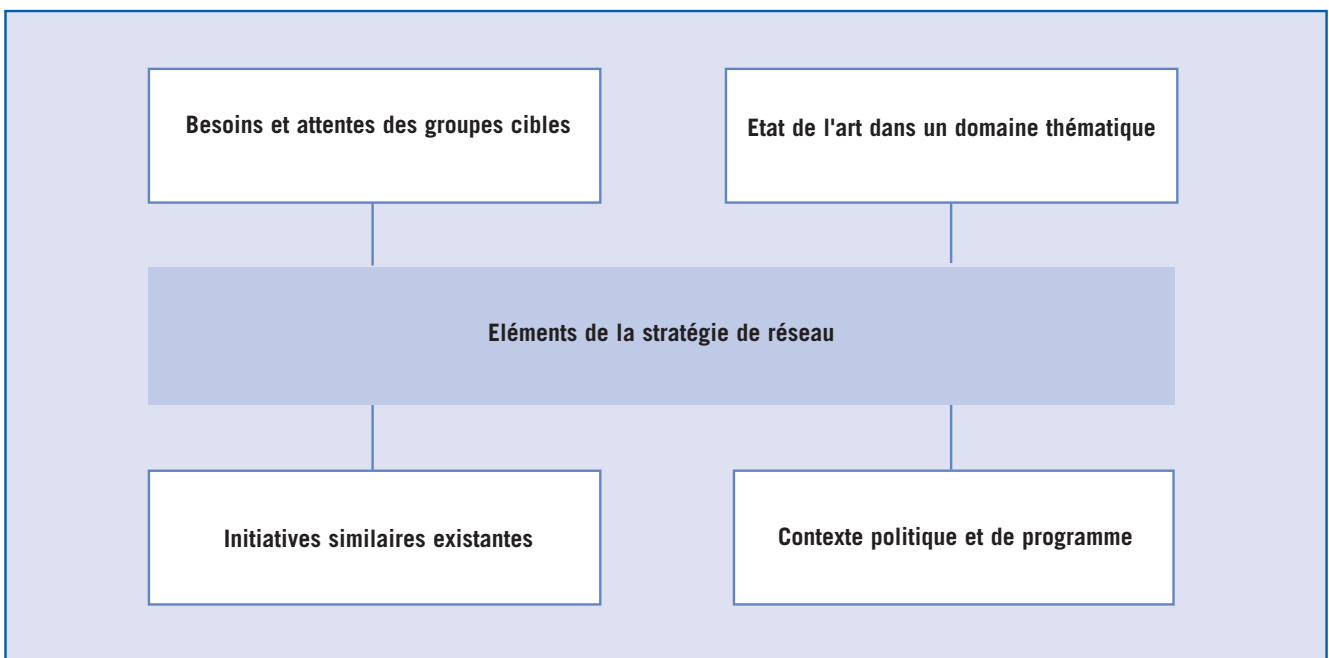 Besoins et attentes des groupes cibles
Etat de l'art dans un domaine thématique
Eléments de la stratégie de réseau
Initiatives similaires existantes
Contexte politique et de programme